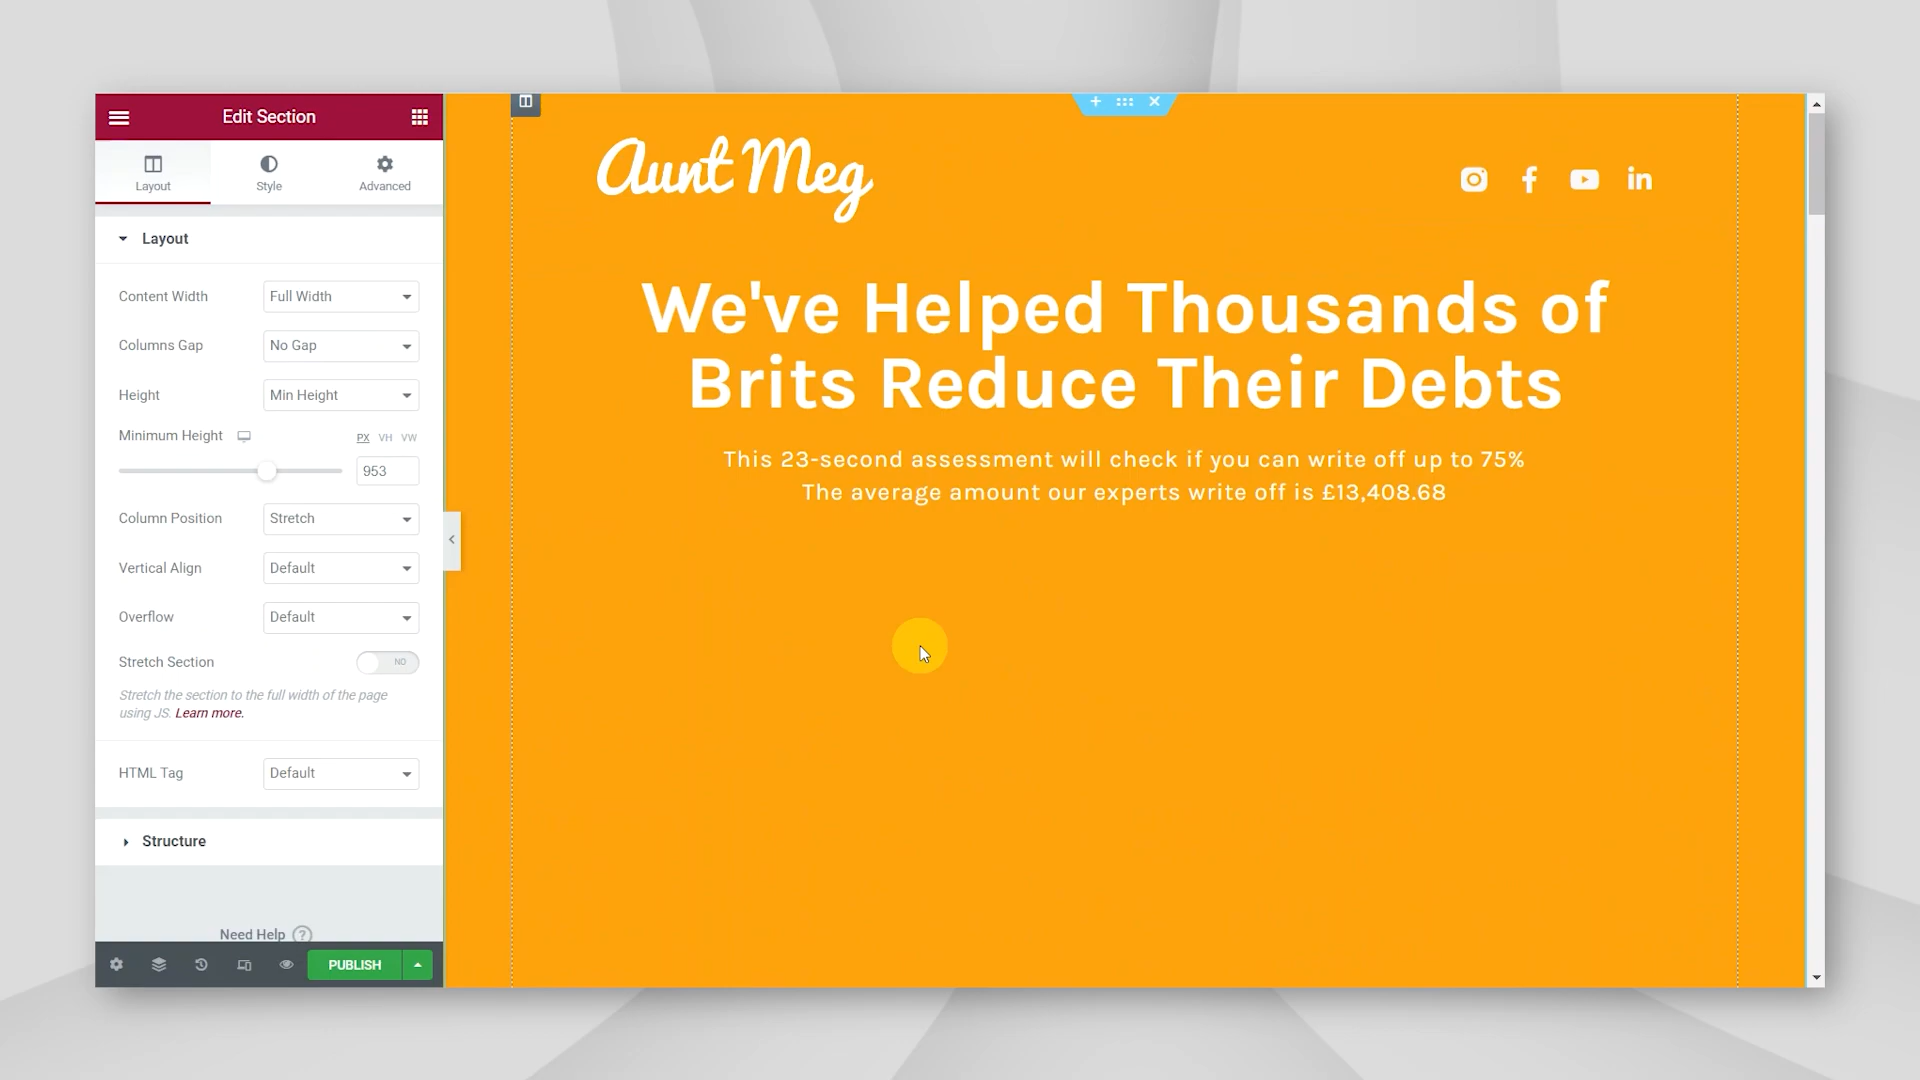 Edit Section
Layout
Style
Advanced
Layout
Content Width
Full Width
Columns Gap
No Gap
Height
Min Height
Minimum Height
PX VH VW
953
Column Position
Stretch
Vertical Align
Default
Overflow
Default
Stretch Section
NO
Stretch the section to the full width of the page
using JS. Learn more.
HTML Tag
Default
Structure
Need Help ?
PUBLISH
Aunt Meg
We've Helped Thousands of
Brits Reduce Their Debts
This 23-second assessment will check if you can write off up to 75%
The average amount our experts write off is £13,408.68